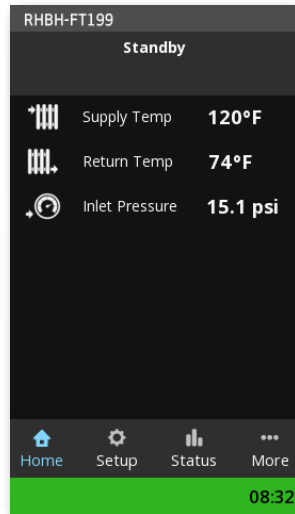 RHBH-FT199
Standby
Supply Temp 120°F
Return Temp 74°F
Inlet Pressure 15.1 psi
Home Setup Status More
08:32